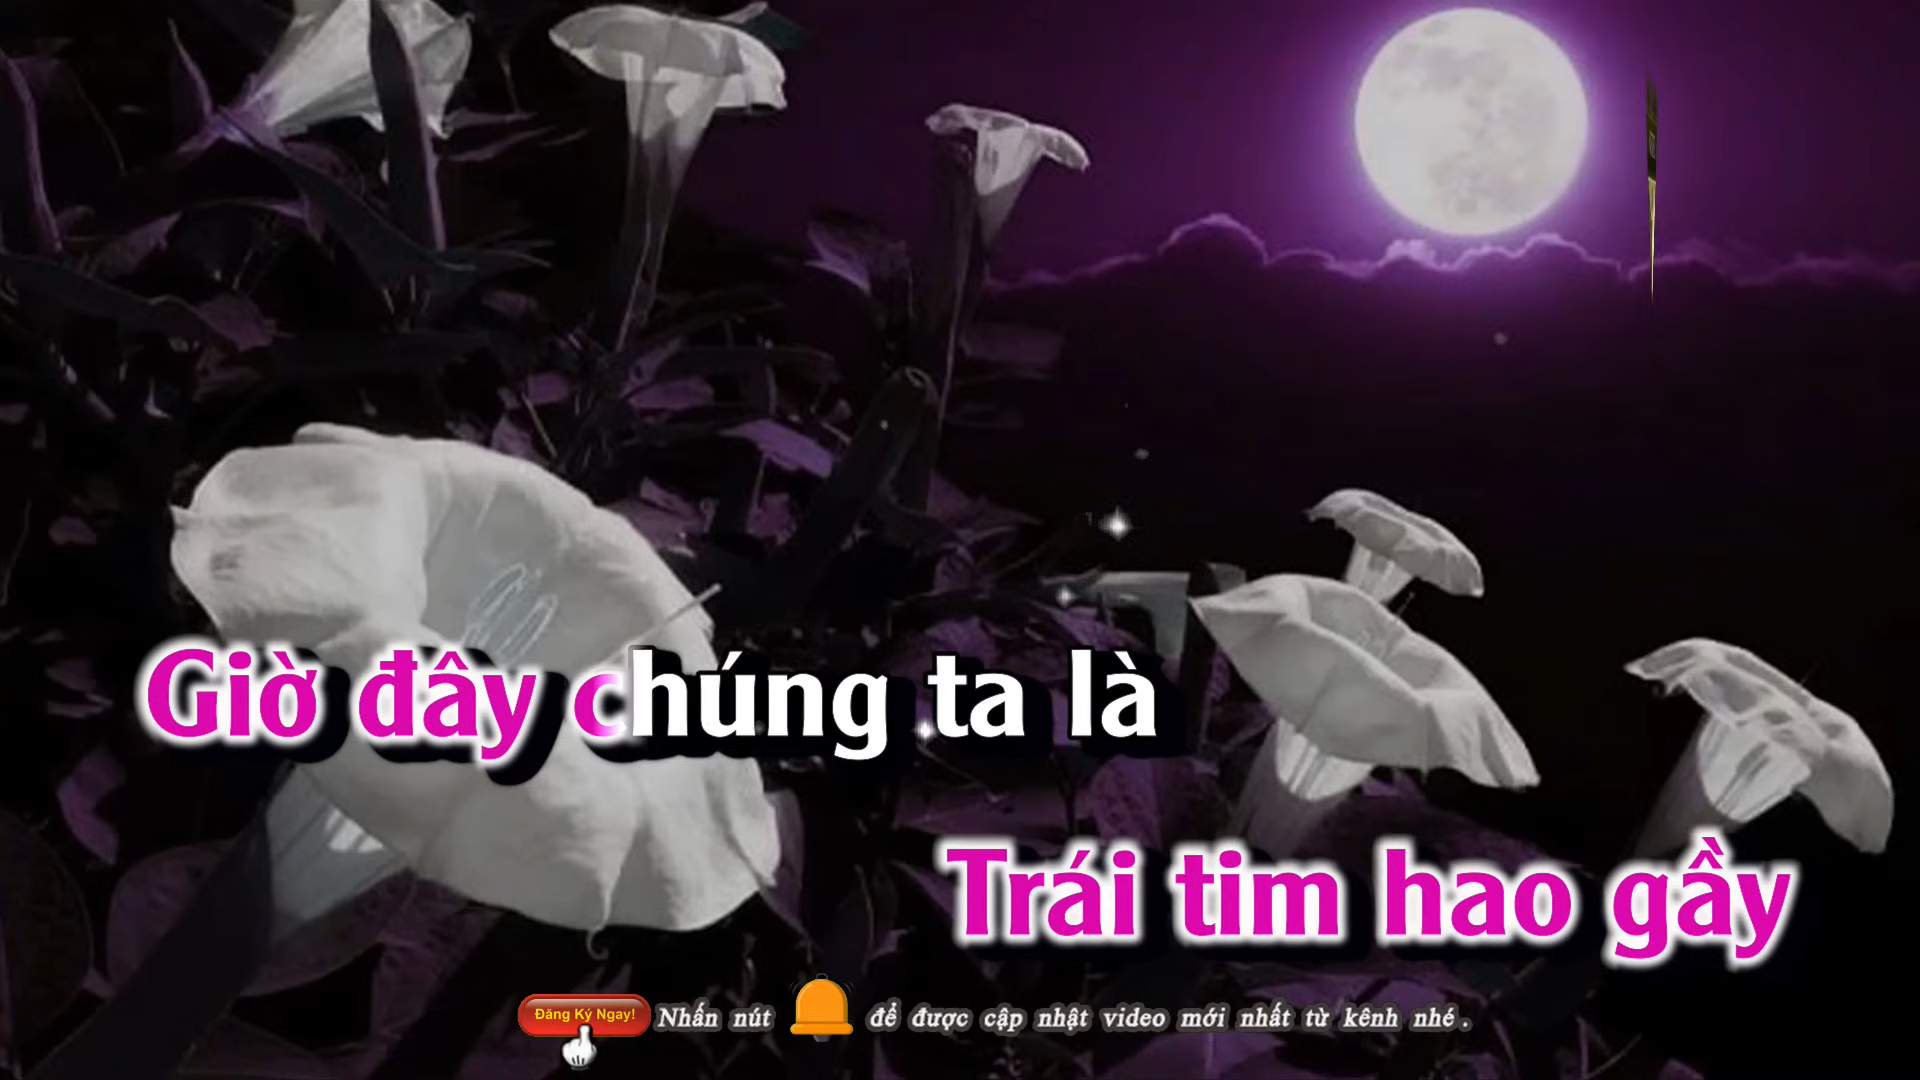 Giờ đây chúng ta là
Trái tim hao gầy
Đăng Ký Ngay! Nhấn nút để được cập nhật video mới nhất từ kênh nhé .